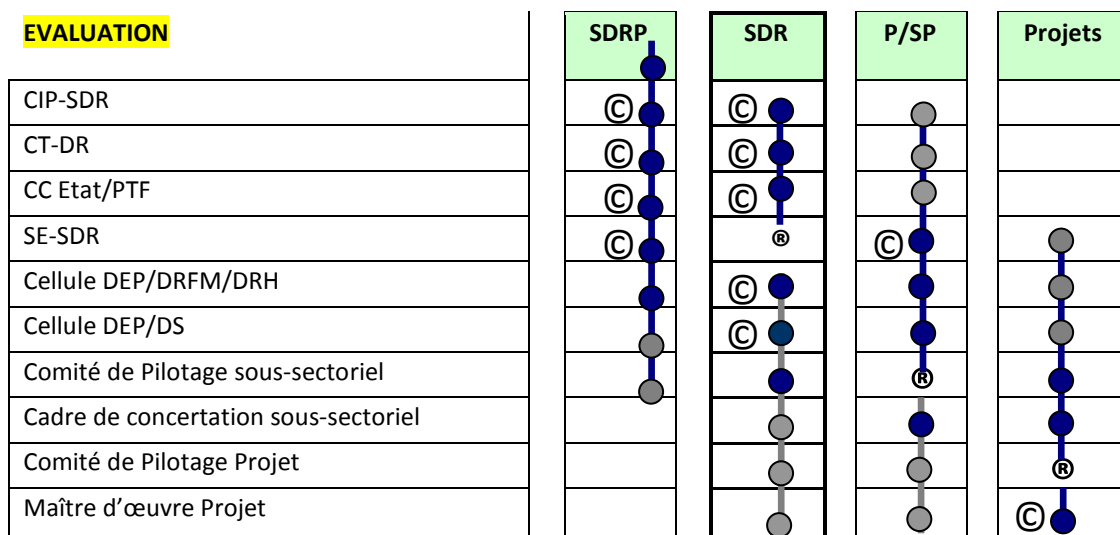 EVALUATION SDRP SDR P/SP Projets
CIP-SDR © ©
CT-DR © ©
CC Etat/PTF © ©
SE-SDR © ® ©
Cellule DEP/DRFM/DRH ©
Cellule DEP/DS ©
Comité de Pilotage sous-sectoriel ®
Cadre de concertation sous-sectoriel
Comité de Pilotage Projet ®
Maître d’œuvre Projet ©